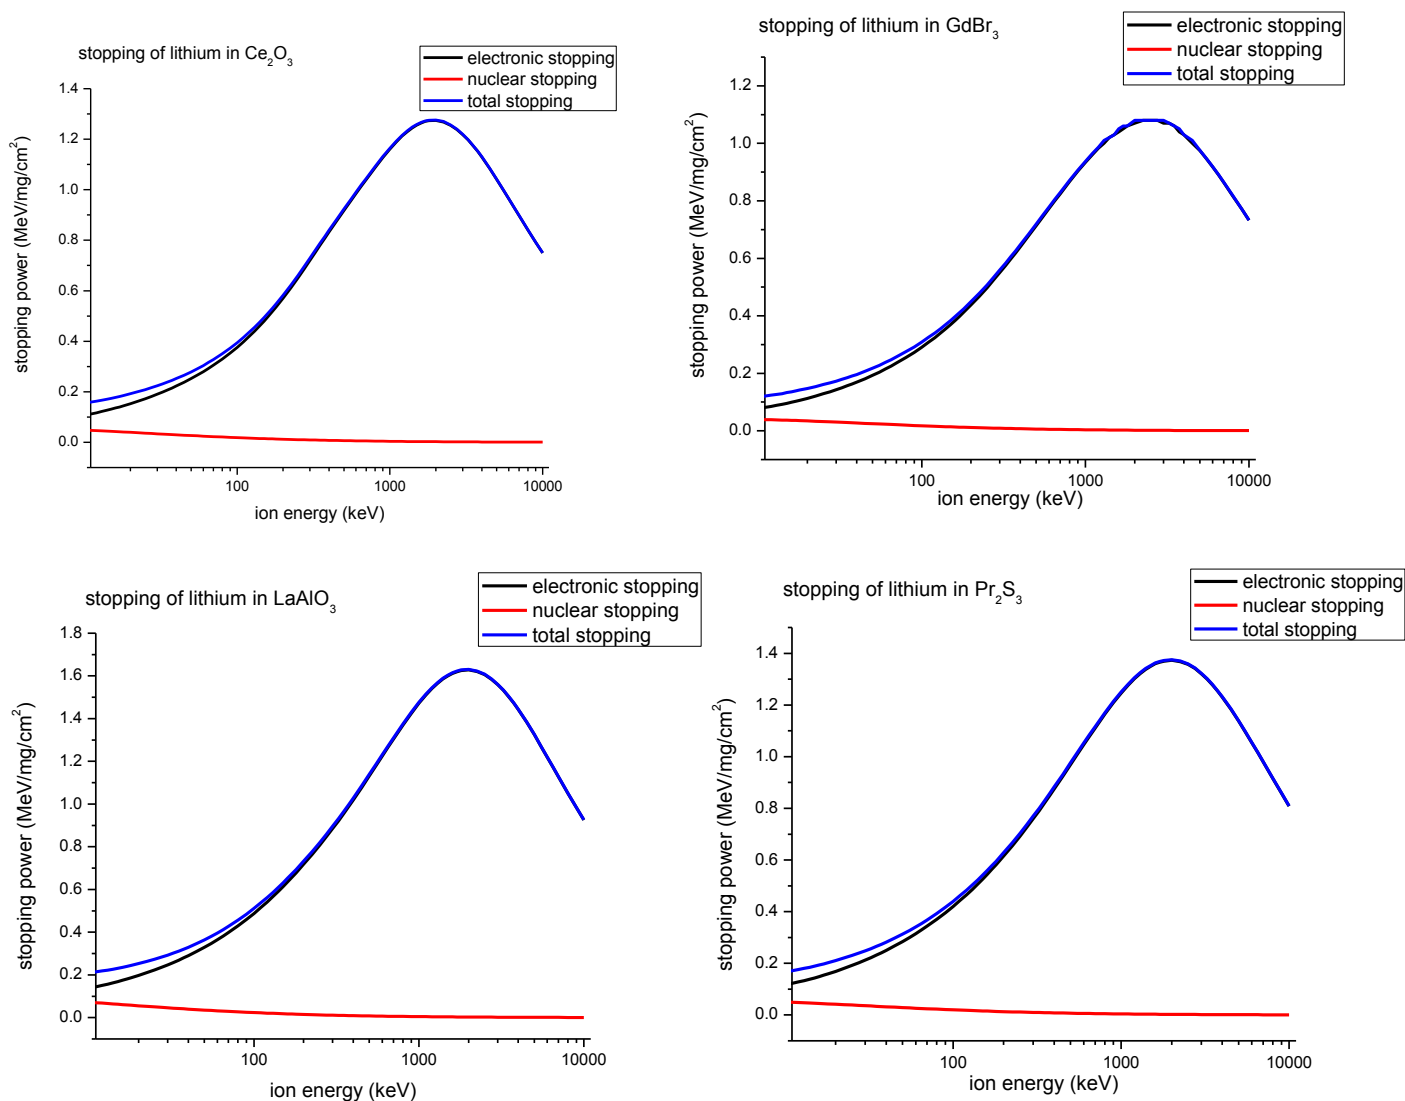 stopping of lithium in Ce₂O₃
electronic stopping
nuclear stopping
total stopping
1.4
1.2
1.0
0.8
0.6
0.4
0.2
0.0
stopping power (MeV/mg/cm²)
100
1000
10000
ion energy (keV)
stopping of lithium in GdBr₃
electronic stopping
nuclear stopping
total stopping
1.2
1.0
0.8
0.6
0.4
0.2
0.0
stopping power (MeV/mg/cm²)
100
1000
10000
ion energy (keV)
stopping of lithium in LaAlO₃
electronic stopping
nuclear stopping
total stopping
1.8
1.6
1.4
1.2
1.0
0.8
0.6
0.4
0.2
0.0
stopping power (MeV/mg/cm²)
100
1000
10000
ion energy (keV)
stopping of lithium in Pr₂S₃
electronic stopping
nuclear stopping
total stopping
1.4
1.2
1.0
0.8
0.6
0.4
0.2
0.0
stopping power (MeV/mg/cm²)
100
1000
10000
ion energy (keV)